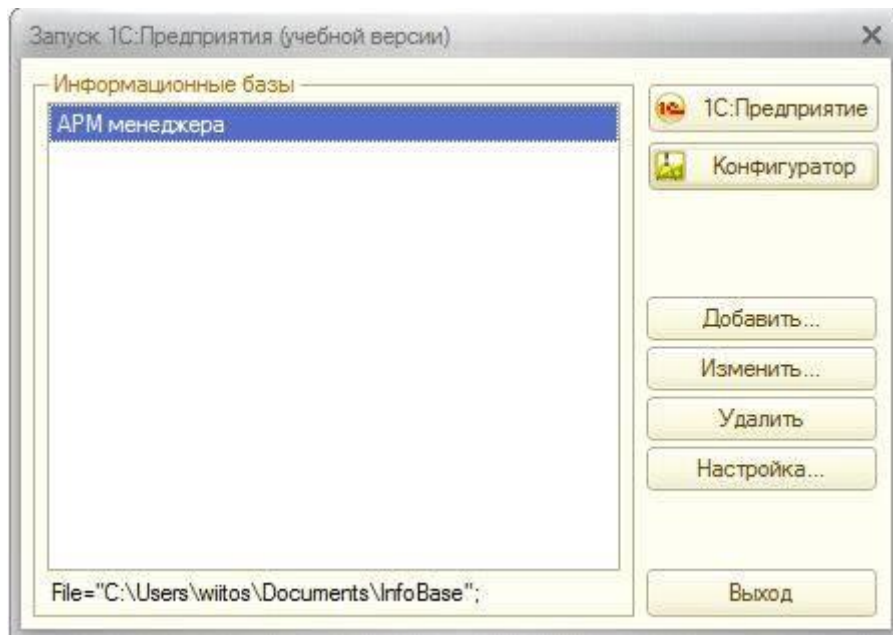 Запуск 1С:Предприятия (учебной версии)
Информационные базы
АРМ менеджера
1С:Предприятие
Конфигуратор
Добавить...
Изменить...
Удалить
Настройка...
File="C:\Users\wiitos\Documents\InfoBase";
Выход